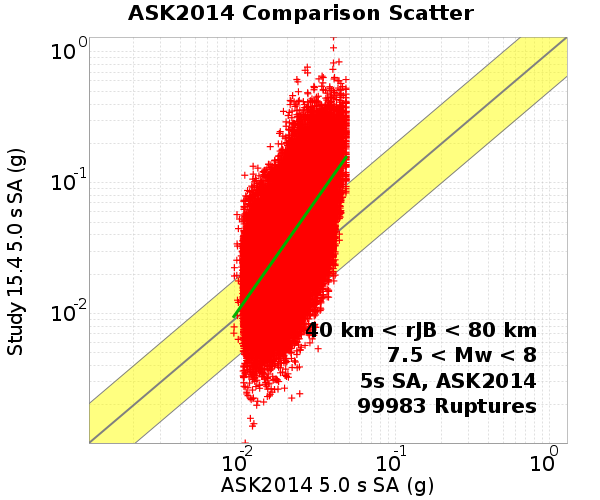 ASK2014 Comparison Scatter
Study 15.4 5.0 s SA (g)
10^0
10^-1
10^-2
40 km < rJB < 80 km
7.5 < Mw < 8
5s SA, ASK2014
99983 Ruptures
10^-2 10^-1 10^0
ASK2014 5.0 s SA (g)